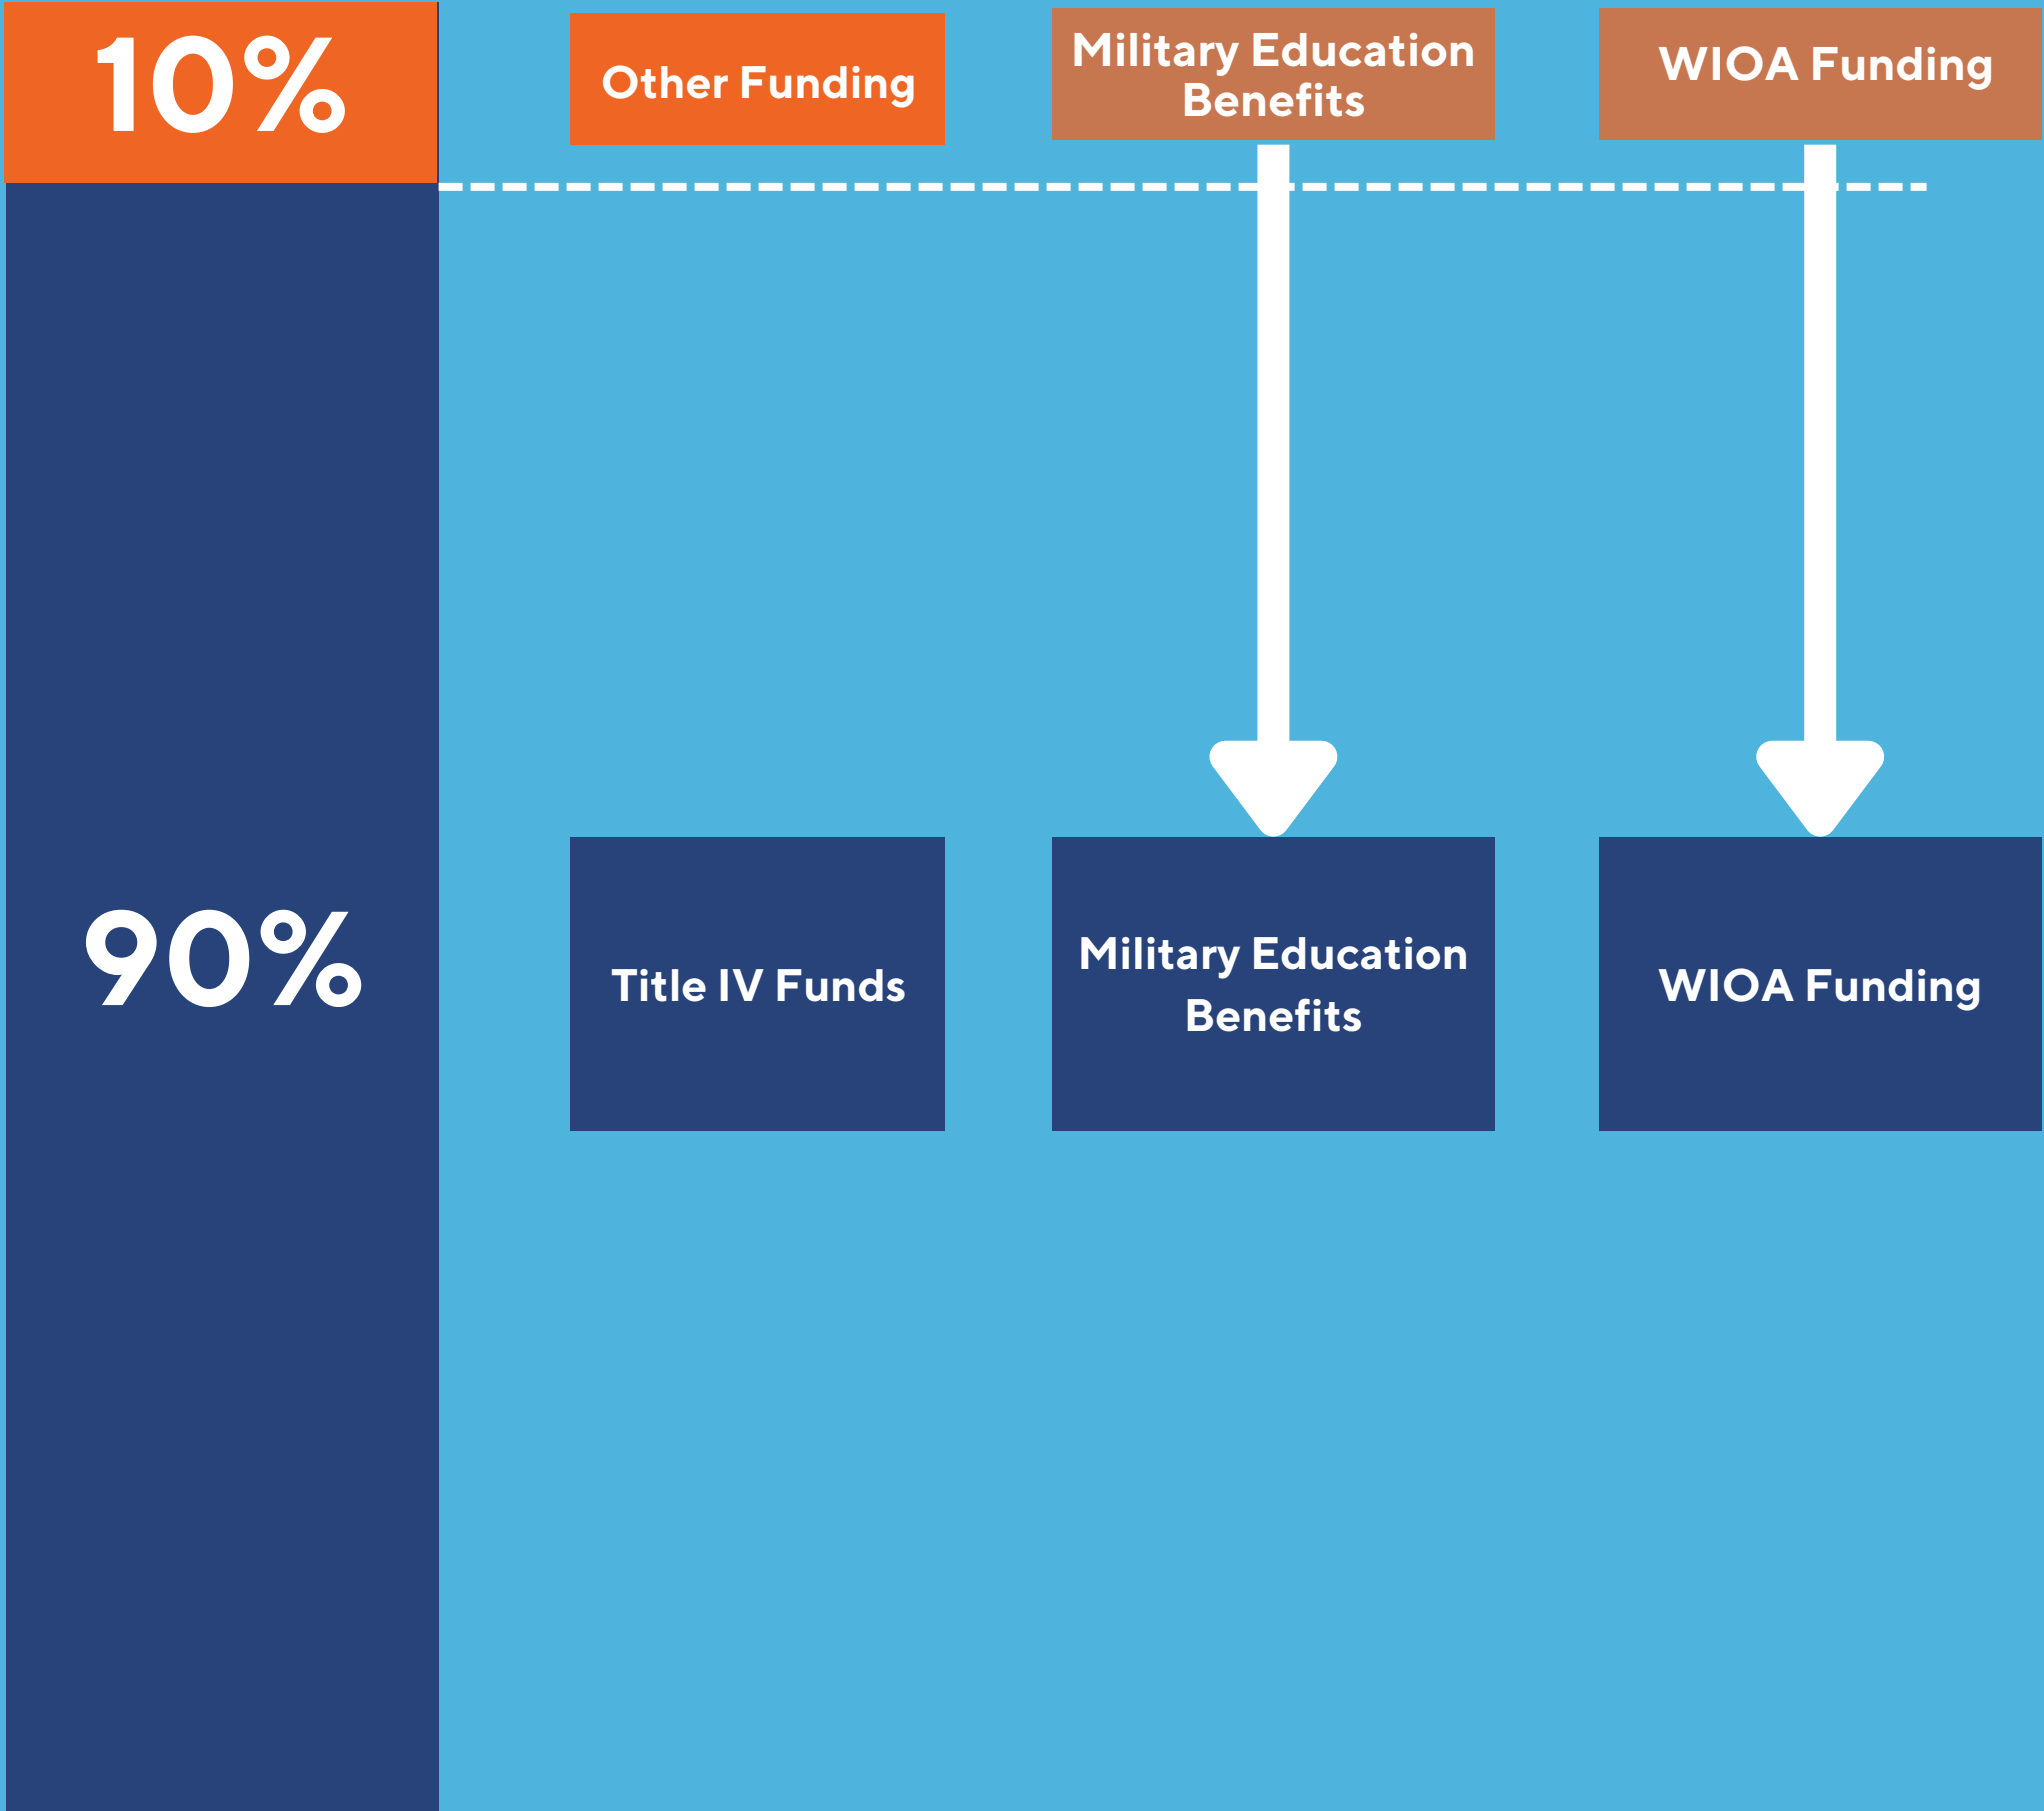 10%
Other Funding
Military Education
Benefits
WIOA Funding
90%
Title IV Funds
Military Education
Benefits
WIOA Funding